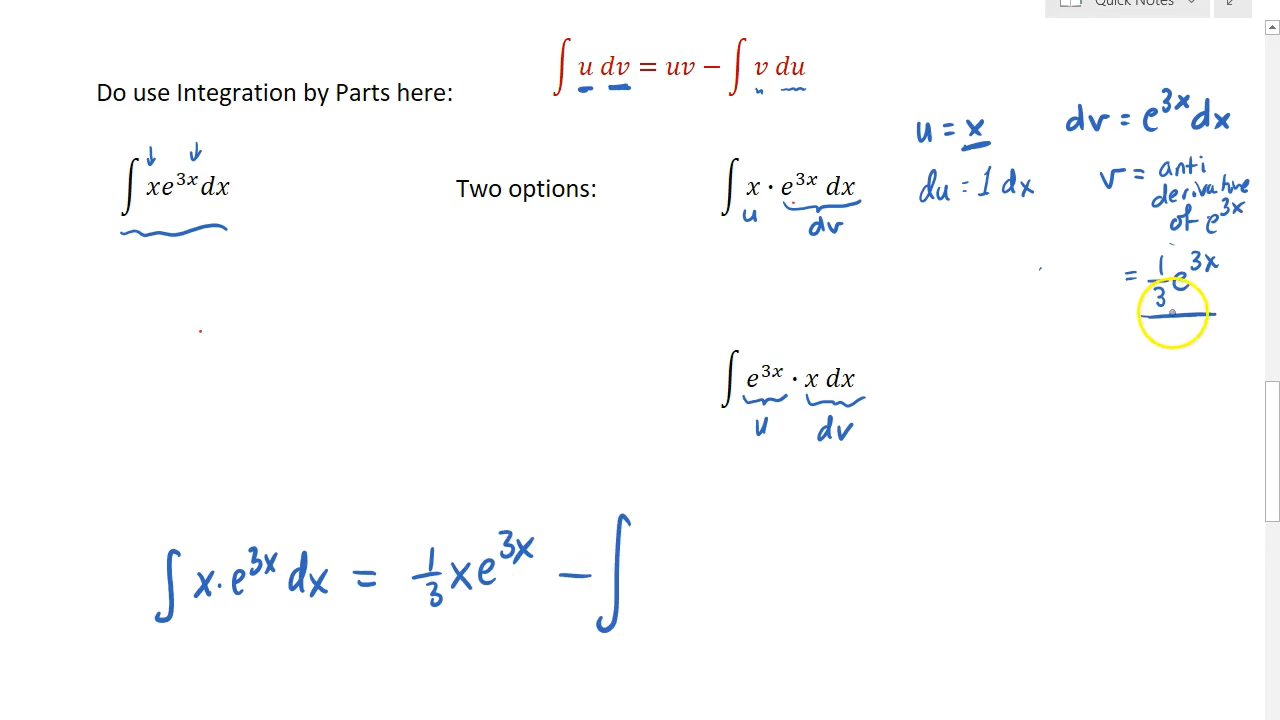 Quick Notes
∫ u dv = uv − ∫ v du
Do use Integration by Parts here:
∫ xe^{3x} dx
Two options:
∫ x · e^{3x} dx
u dv
u = x
du = 1 dx
dv = e^{3x} dx
v = anti
derivative
of e^{3x}
= 1/3 e^{3x}
∫ e^{3x} · x dx
u dv
∫ x · e^{3x} dx = 1/3 x e^{3x} − ∫